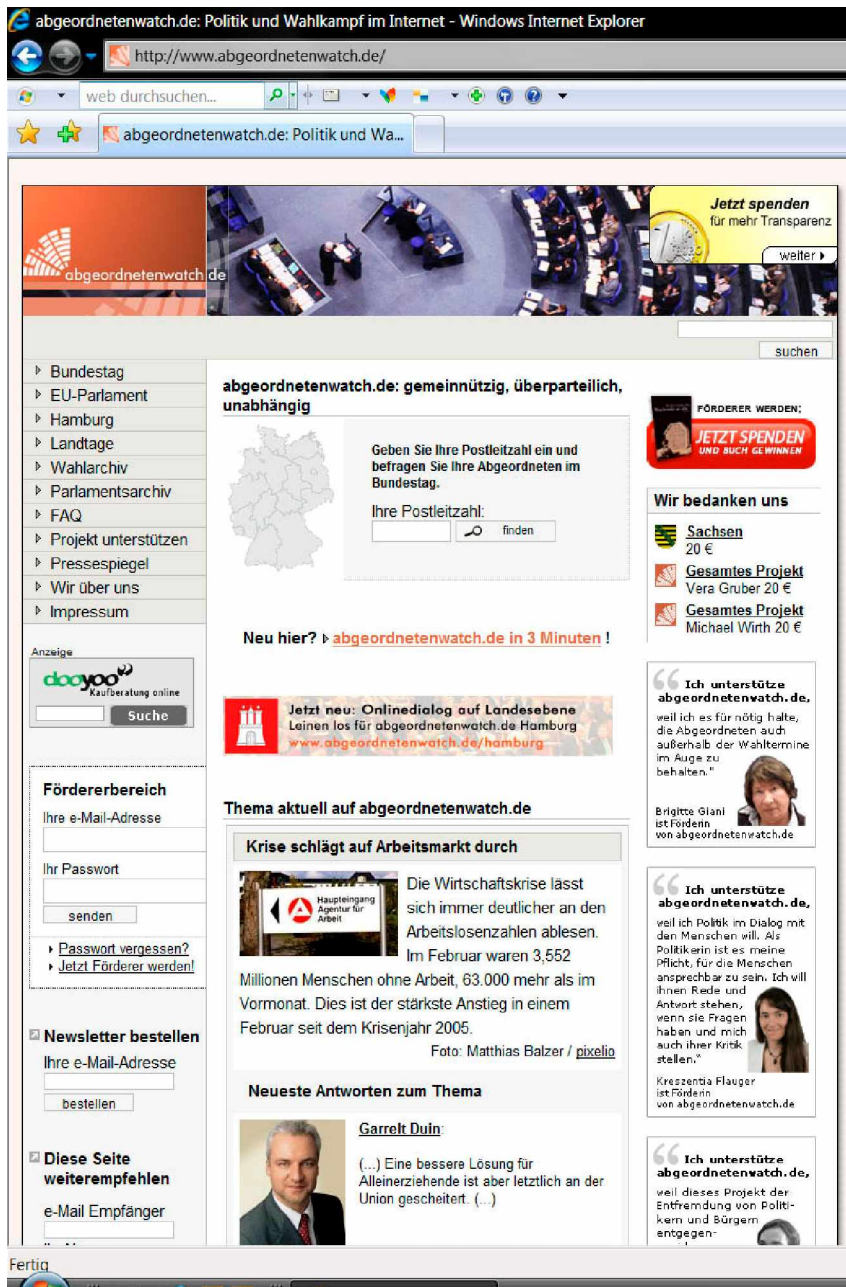 abgeordnetenwatch.de: Politik und Wahlkampf im Internet - Windows Internet Explorer
http://www.abgeordnetenwatch.de/
web durchsuchen...
abgeordnetenwatch.de: Politik und Wa...
abgeordnetenwatch.de
Jetzt spenden
für mehr Transparenz
weiter
suchen
Bundestag
EU-Parlament
Hamburg
Landtage
Wahlarchiv
Parlamentsarchiv
FAQ
Projekt unterstützen
Pressespiegel
Wir über uns
Impressum
Anzeige
dooyoo
Kaufberatung online
Suche
Fördererbereich
Ihre e-Mail-Adresse
Ihr Passwort
senden
Passwort vergessen?
Jetzt Förderer werden!
Newsletter bestellen
Ihre e-Mail-Adresse
bestellen
Diese Seite
weiterempfehlen
e-Mail Empfänger
abgeordnetenwatch.de: gemeinnützig, überparteilich,
unabhängig
Geben Sie Ihre Postleitzahl ein und
befragen Sie Ihre Abgeordneten im
Bundestag.
Ihre Postleitzahl:
finden
Neu hier? abgeordnetenwatch.de in 3 Minuten !
Jetzt neu: Onlinedialog auf Landesebene
Leinen los für abgeordnetenwatch.de Hamburg
www.abgeordnetenwatch.de/hamburg
Thema aktuell auf abgeordnetenwatch.de
Krise schlägt auf Arbeitsmarkt durch
Haupteingang
Agentur für
Arbeit
Die Wirtschaftskrise lässt
sich immer deutlicher an den
Arbeitslosenzahlen ablesen.
Im Februar waren 3,552
Millionen Menschen ohne Arbeit, 63.000 mehr als im
Vormonat. Dies ist der stärkste Anstieg in einem
Februar seit dem Krisenjahr 2005.
Foto: Matthias Balzer / pixelio
Neueste Antworten zum Thema
Garrelt Duin:
(...) Eine bessere Lösung für
Alleinerziehende ist aber letztlich an der
Union gescheitert. (...)
FÖRDERER WERDEN:
JETZT SPENDEN
UND BUCH GEWINNEN
Wir bedanken uns
Sachsen
20 €
Gesamtes Projekt
Vera Gruber 20 €
Gesamtes Projekt
Michael Wirth 20 €
“ Ich unterstütze
abgeordnetenwatch.de,
weil ich es für nötig halte,
die Abgeordneten auch
außerhalb der Wahltermine
im Auge zu
behalten."
Brigitte Giani
ist Förderin
von abgeordnetenwatch.de
“ Ich unterstütze
abgeordnetenwatch.de,
weil ich Politik im Dialog mit
den Menschen will. Als
Politikerin ist es meine
Pflicht, für die Menschen
ansprechbar zu sein. Ich will
ihnen Rede und
Antwort stehen,
wenn sie Fragen
haben und mich
auch ihrer Kritik
stellen."
Kreszentia Flauger
ist Förderin
von abgeordnetenwatch.de
“ Ich unterstütze
abgeordnetenwatch.de,
weil dieses Projekt der
Entfremdung von Politi-
kern und Bürgern
entgegen-
Fertig